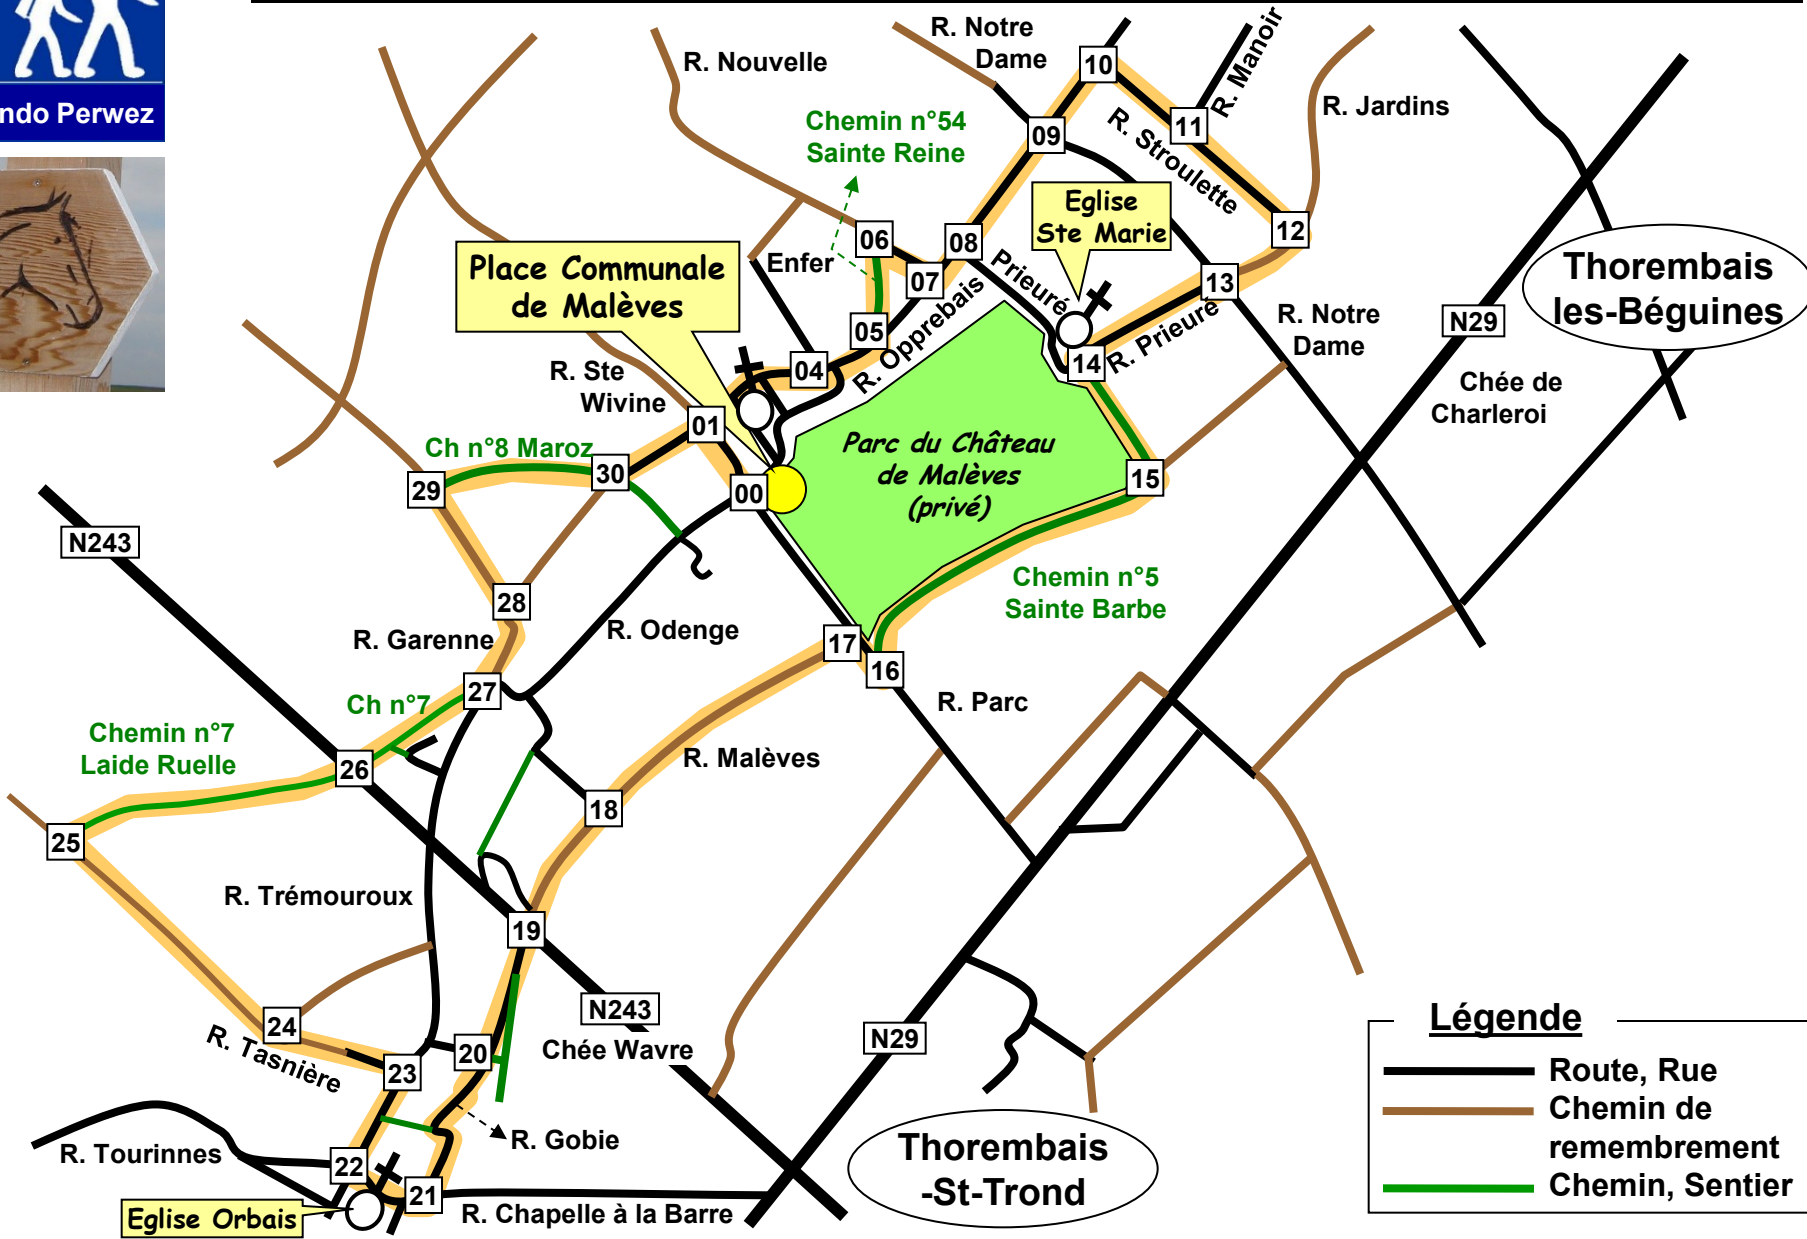 ndo Perwez
R. Nouvelle
R. Notre
Dame
10
R. Manoir
11
R. Jardins
Chemin n°54
Sainte Reine
09
R. Stroulette
Eglise
Ste Marie
12
06
08
Enfer
07
Prieuré
13
Place Communale
de Malèves
05
R. Opprebais
R. Prieuré
14
R. Notre
Dame
N29
Thorembais
les-Béguines
04
R. Ste
Wivine
01
Chée de
Charleroi
Ch n°8 Maroz
30
29
00
Parc du Château
de Malèves
(privé)
15
N243
28
Chemin n°5
Sainte Barbe
R. Garenne
R. Odenge
17
16
27
Ch n°7
R. Parc
Chemin n°7
Laide Ruelle
26
R. Malèves
25
18
R. Trémouroux
19
24
R. Tasnière
N243
Chée Wavre
N29
20
23
R. Gobie
R. Tourinnes
22
21
Eglise Orbais
R. Chapelle à la Barre
Thorembais
-St-Trond
Légende
Route, Rue
Chemin de
remembrement
Chemin, Sentier